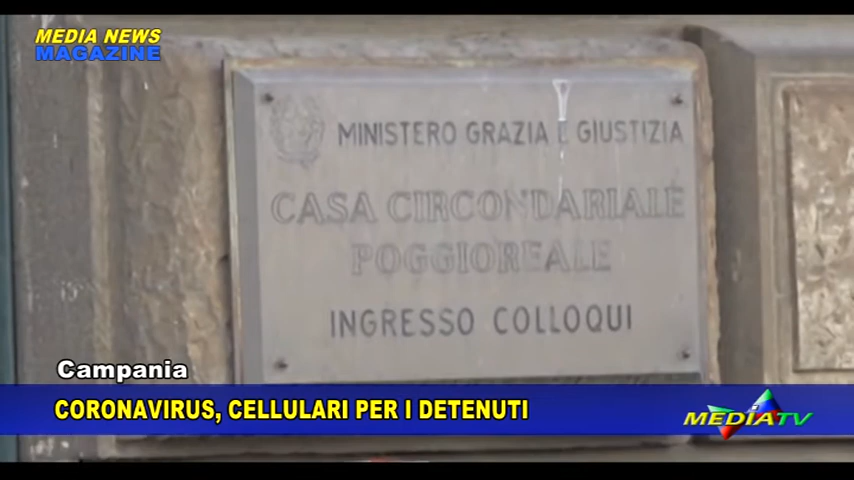 MEDIA NEWS
MAGAZINE
MINISTERO GRAZIA E GIUSTIZIA
CASA CIRCONDARIALE
POGGIOREALE
INGRESSO COLLOQUI
Campania
CORONAVIRUS, CELLULARI PER I DETENUTI
MEDIATV